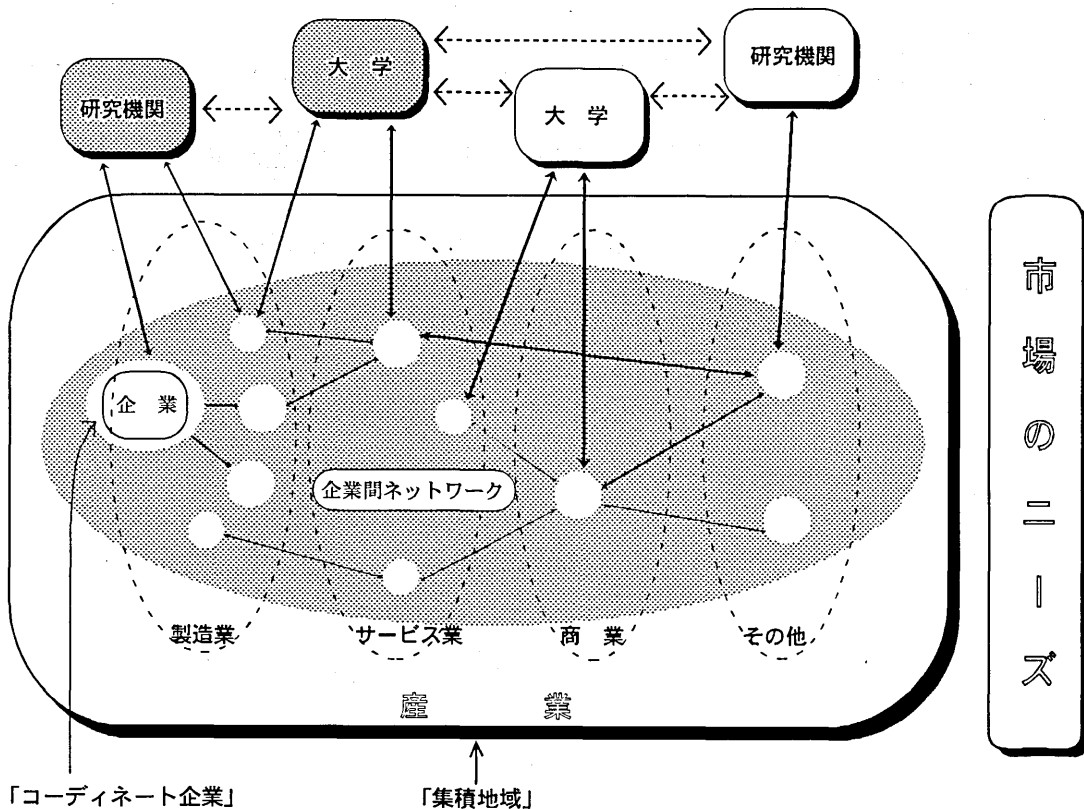 大 学
研究機関
研究機関
大 学
市場のニーズ
企 業
企業間ネットワーク
製造業
サービス業
商 業
その他
産 業
「コーディネート企業」
「集積地域」